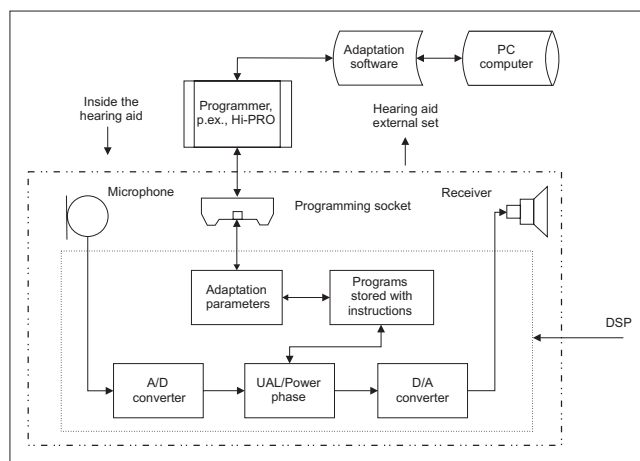 Adaptation
software
PC
computer
Programmer,
p.ex., Hi-PRO
Inside the
hearing aid
Hearing aid
external set
Microphone
Programming socket
Receiver
Adaptation
parameters
Programs
stored with
instructions
DSP
A/D
converter
UAL/Power
phase
D/A
converter